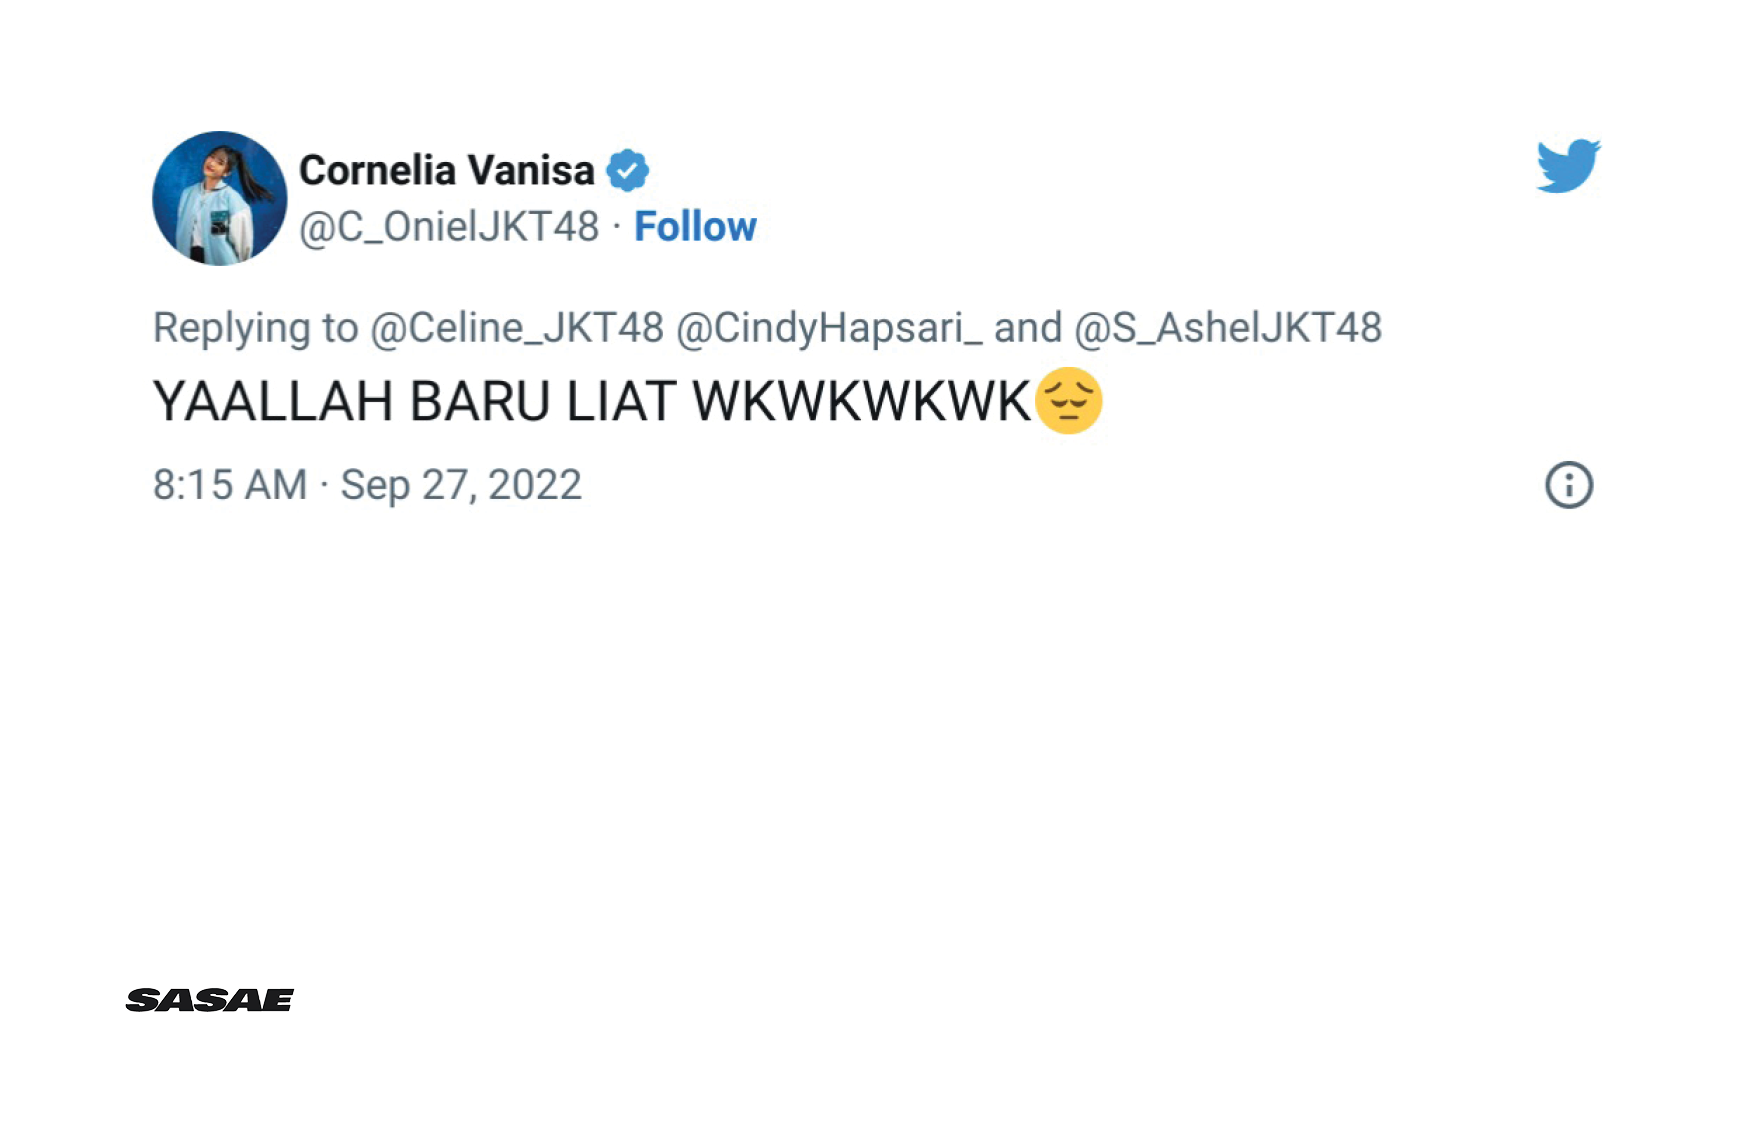 Cornelia Vanisa
@C_OnielJKT48 · Follow
Replying to @Celine_JKT48 @CindyHapsari_ and @S_AshelJKT48
YAALLAH BARU LIAT WKWKWKWK😔
8:15 AM · Sep 27, 2022
SASAE